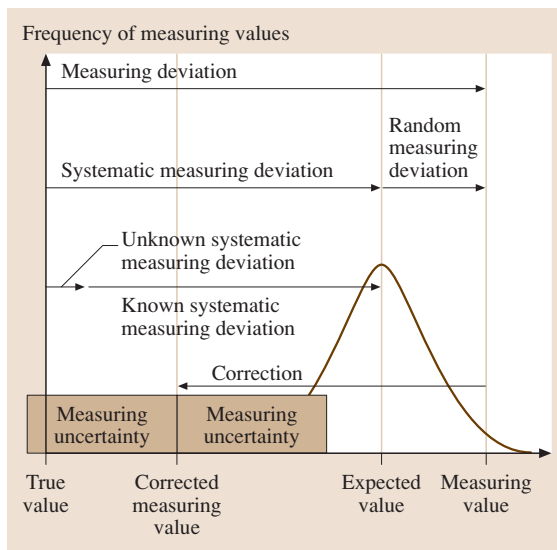 Frequency of measuring values
Measuring deviation
Random
measuring
deviation
Systematic measuring deviation
Unknown systematic
measuring deviation
Known systematic
measuring deviation
Correction
Measuring
uncertainty
Measuring
uncertainty
True
value
Corrected
measuring
value
Expected
value
Measuring
value